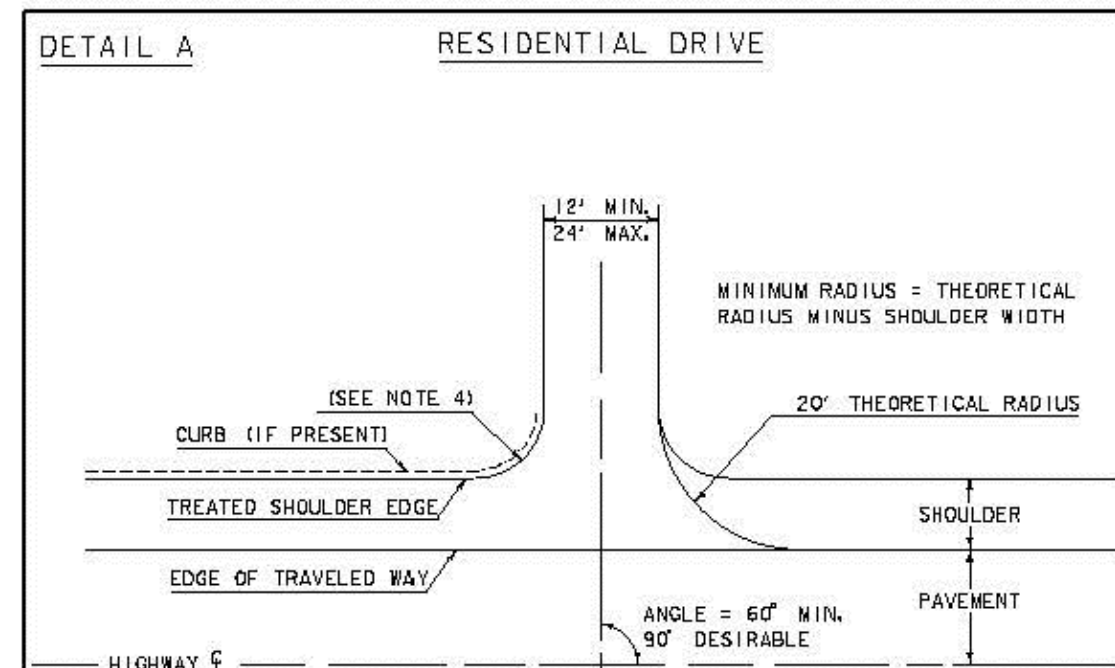 DETAIL A
RESIDENTIAL DRIVE
12' MIN.
24' MAX.
MINIMUM RADIUS = THEORETICAL
RADIUS MINUS SHOULDER WIDTH
(SEE NOTE 4)
20' THEORETICAL RADIUS
CURB (IF PRESENT)
TREATED SHOULDER EDGE
SHOULDER
EDGE OF TRAVELED WAY
PAVEMENT
ANGLE = 60° MIN.
90° DESIRABLE
HIGHWAY ℄